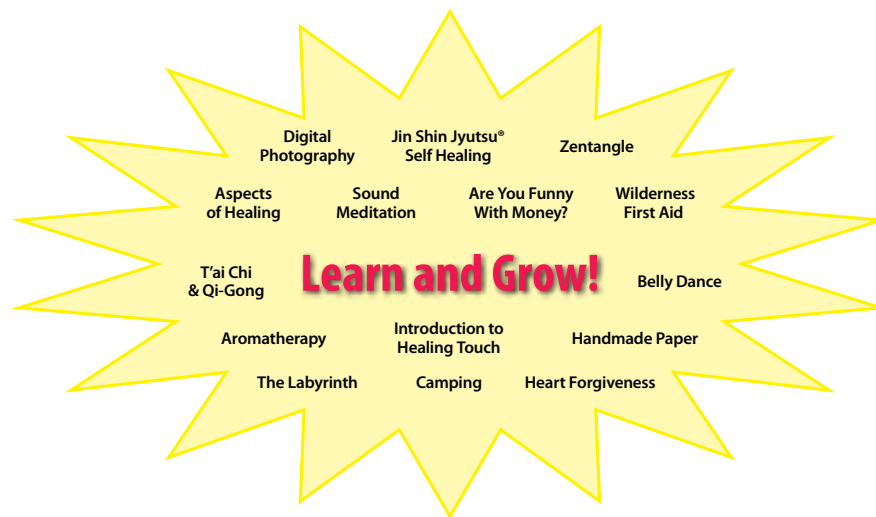 Digital
Photography
Jin Shin Jyutsu®
Self Healing
Zentangle
Aspects
of Healing
Sound
Meditation
Are You Funny
With Money?
Wilderness
First Aid
T'ai Chi
& Qi-Gong
Learn and Grow!
Belly Dance
Aromatherapy
Introduction to
Healing Touch
Handmade Paper
The Labyrinth
Camping
Heart Forgiveness